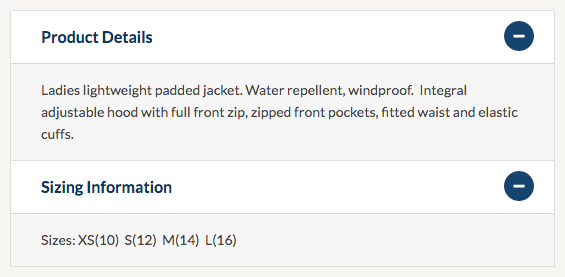 Product Details
Ladies lightweight padded jacket. Water repellent, windproof.  Integral
adjustable hood with full front zip, zipped front pockets, fitted waist and elastic
cuffs.
Sizing Information
Sizes: XS(10)  S(12)  M(14)  L(16)